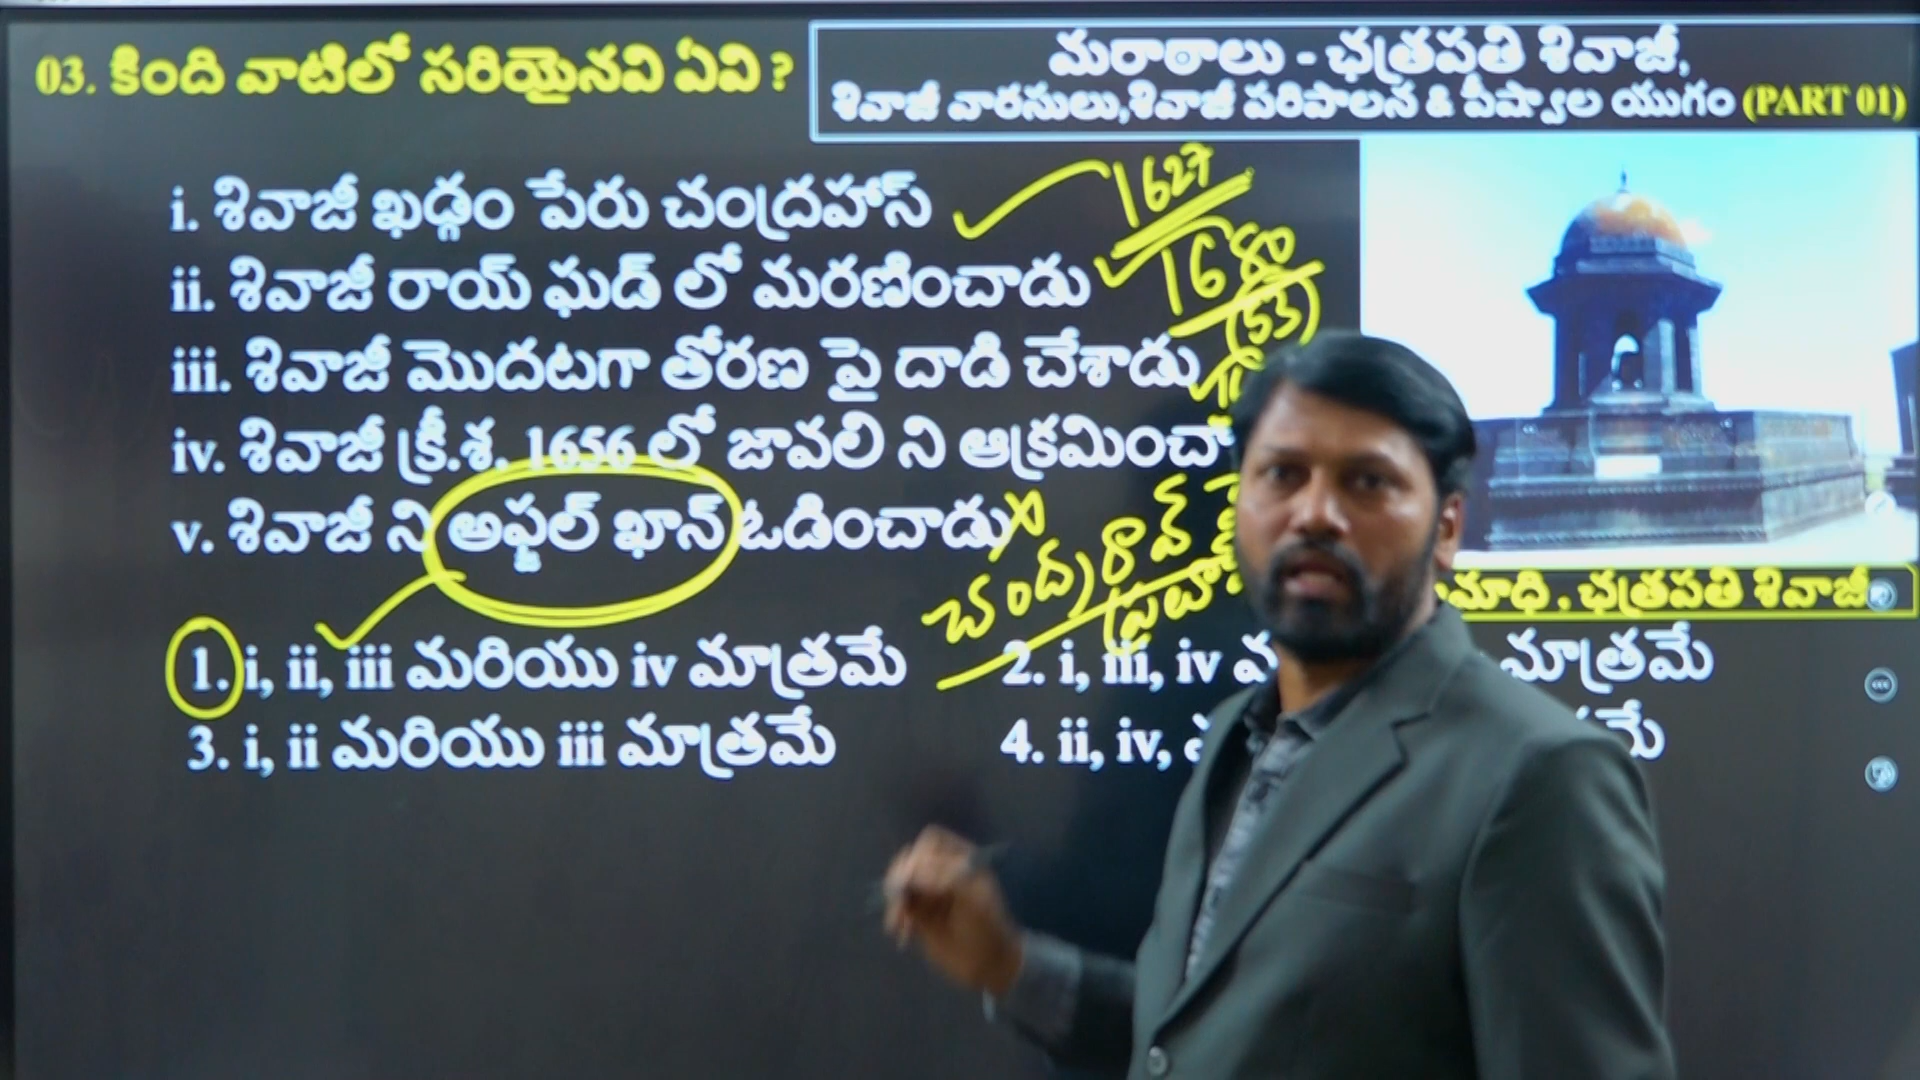 03. కింది వాటిలో సరియైనవి ఏవి ?
మరాఠాలు - ఛత్రపతి శివాజీ,
శివాజీ వారసులు,శివాజీ పరిపాలన & పీష్వాల యుగం (PART 01)
i. శివాజీ ఖడ్గం పేరు చంద్రహాస్
1627
ii. శివాజీ రాయ్ ఘడ్ లో మరణించాడు
1680
(53)
iii. శివాజీ మొదటగా తోరణ పై దాడి చేశాడు
iv. శివాజీ క్రీ.శ. 1656 లో జావలి ని
v. శివాజీ ని అఫ్జల్ ఖాన్ ఓడించాడు
చంద్రరావ్
ఛత్రపతి శివాజీ
1. i, ii, iii మరియు iv మాత్రమే
2. i, iii, iv మాత్రమే
3. i, ii మరియు iii మాత్రమే
4. ii, iv,